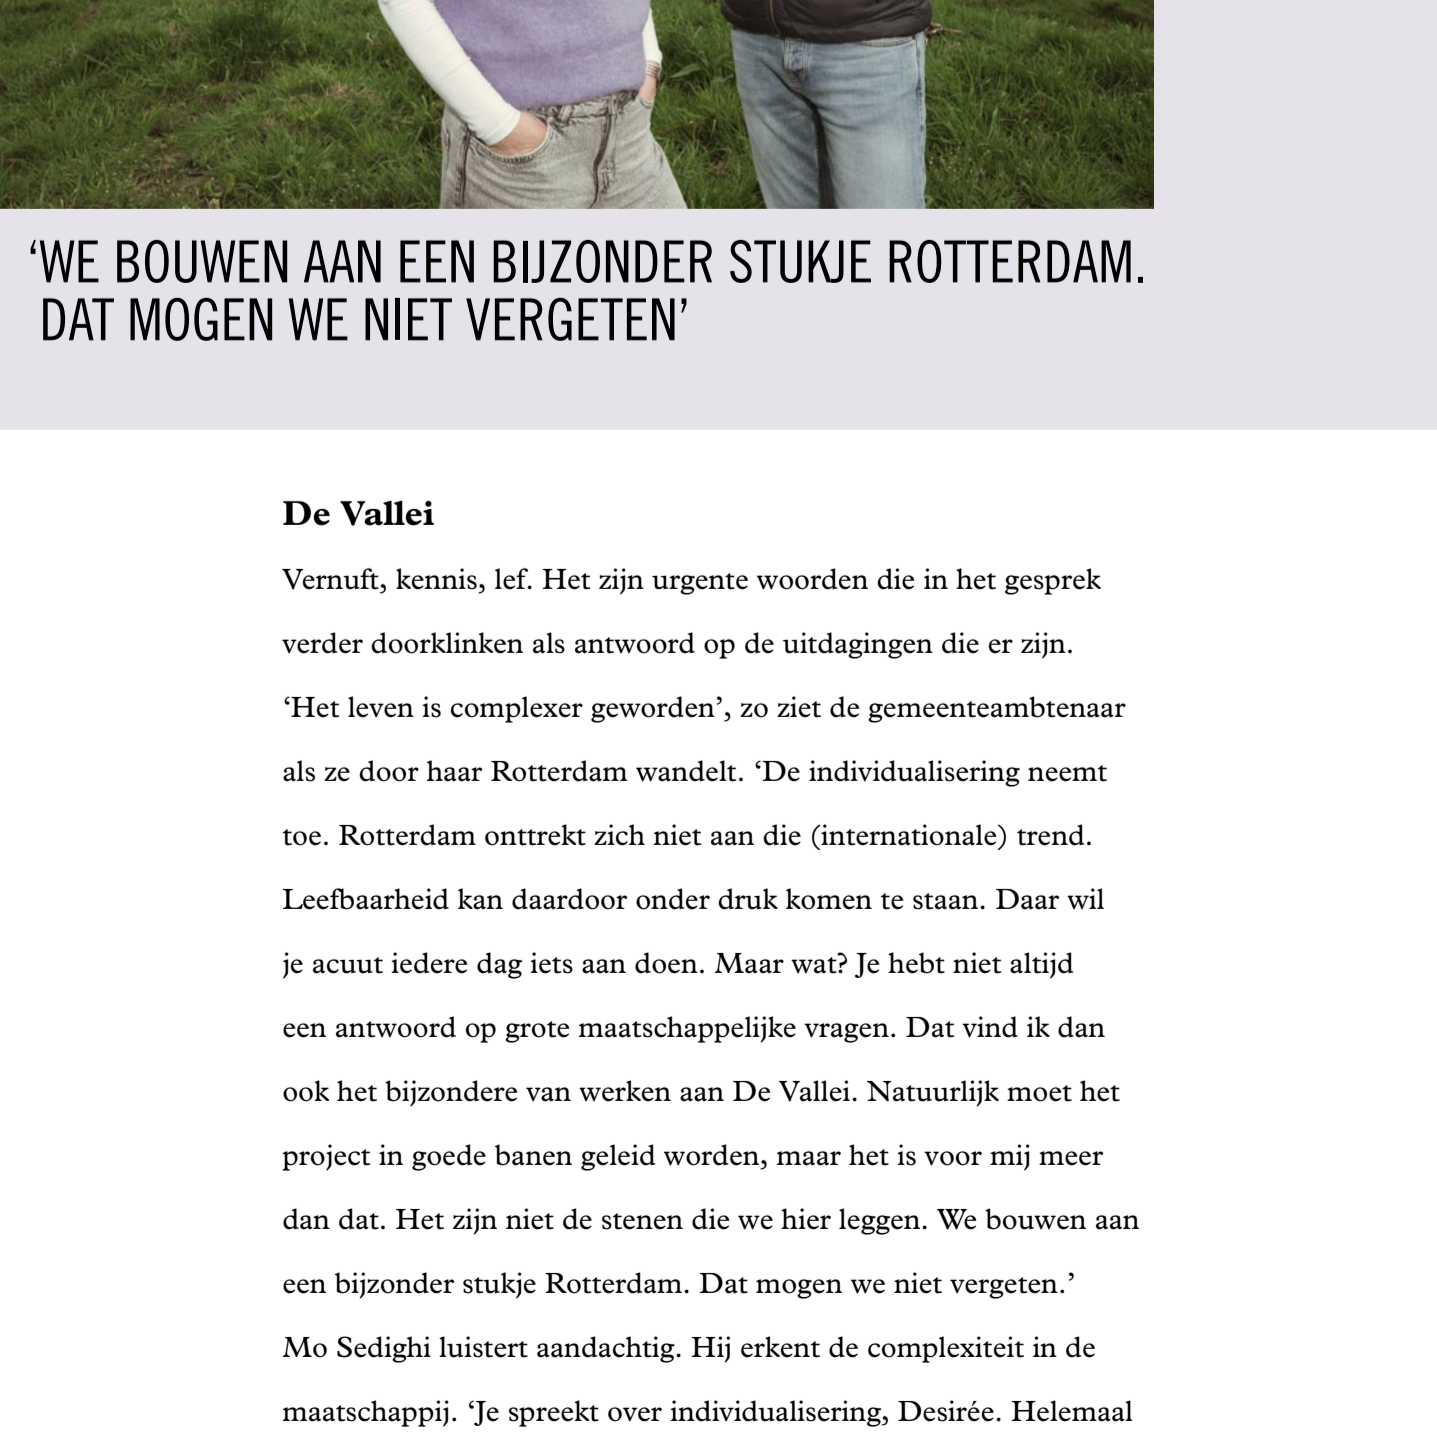 ‘WE BOUWEN AAN EEN BIJZONDER STUKJE ROTTERDAM.
DAT MOGEN WE NIET VERGETEN’
De Vallei
Vernuft, kennis, lef. Het zijn urgente woorden die in het gesprek
verder doorklinken als antwoord op de uitdagingen die er zijn.
‘Het leven is complexer geworden’, zo ziet de gemeenteambtenaar
als ze door haar Rotterdam wandelt. ‘De individualisering neemt
toe. Rotterdam onttrekt zich niet aan die (internationale) trend.
Leefbaarheid kan daardoor onder druk komen te staan. Daar wil
je acuut iedere dag iets aan doen. Maar wat? Je hebt niet altijd
een antwoord op grote maatschappelijke vragen. Dat vind ik dan
ook het bijzondere van werken aan De Vallei. Natuurlijk moet het
project in goede banen geleid worden, maar het is voor mij meer
dan dat. Het zijn niet de stenen die we hier leggen. We bouwen aan
een bijzonder stukje Rotterdam. Dat mogen we niet vergeten.’
Mo Sedighi luistert aandachtig. Hij erkent de complexiteit in de
maatschappij. ‘Je spreekt over individualisering, Desirée. Helemaal